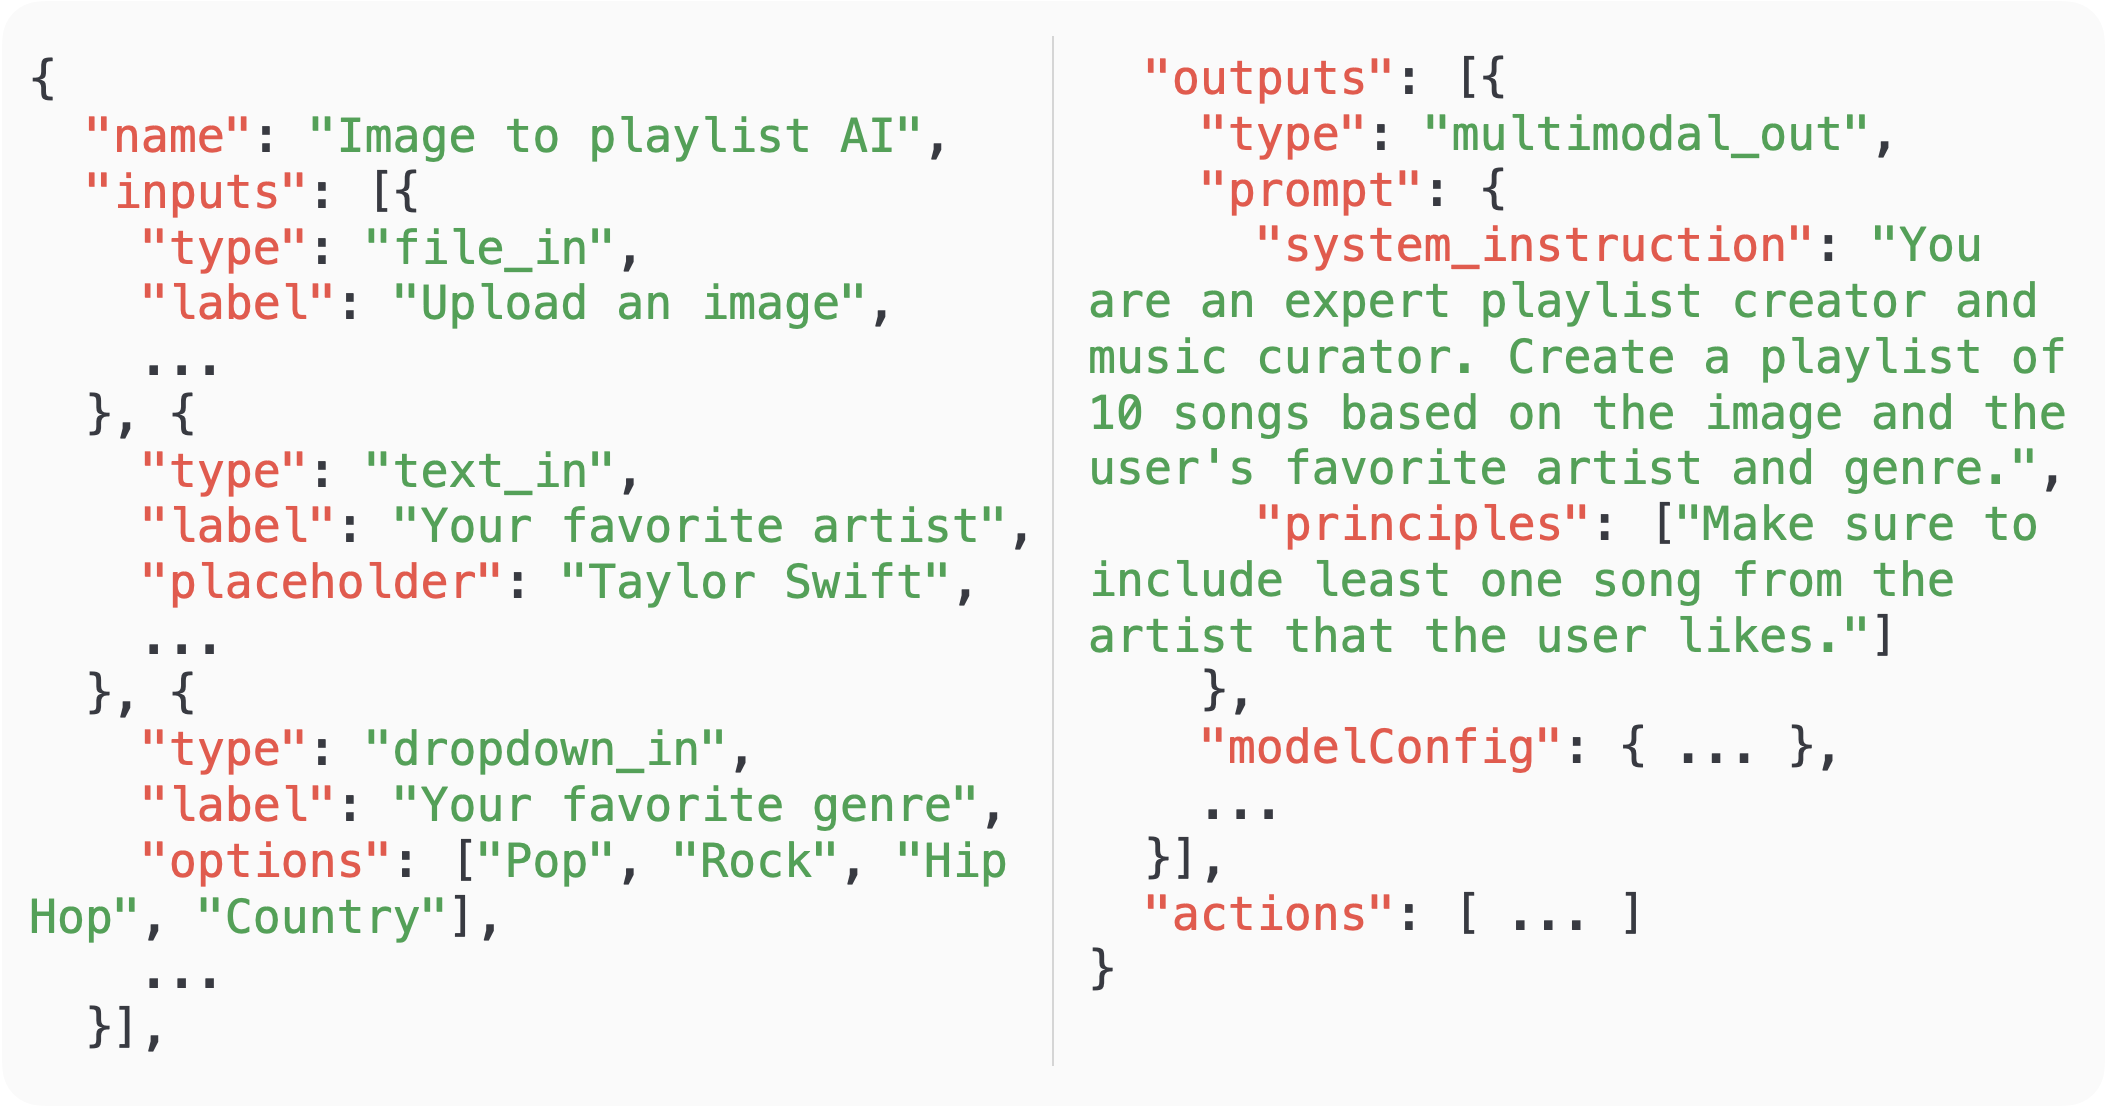 {
  "name": "Image to playlist AI",
  "inputs": [{
    "type": "file_in",
    "label": "Upload an image",
    ...
  }, {
    "type": "text_in",
    "label": "Your favorite artist",
    "placeholder": "Taylor Swift",
    ...
  }, {
    "type": "dropdown_in",
    "label": "Your favorite genre",
    "options": ["Pop", "Rock", "Hip
Hop", "Country"],
    ...
  }],
  "outputs": [{
    "type": "multimodal_out",
    "prompt": {
      "system_instruction": "You
are an expert playlist creator and
music curator. Create a playlist of
10 songs based on the image and the
user's favorite artist and genre.",
      "principles": ["Make sure to
include least one song from the
artist that the user likes."]
    },
    "modelConfig": { ... },
    ...
  }],
  "actions": [ ... ]
}